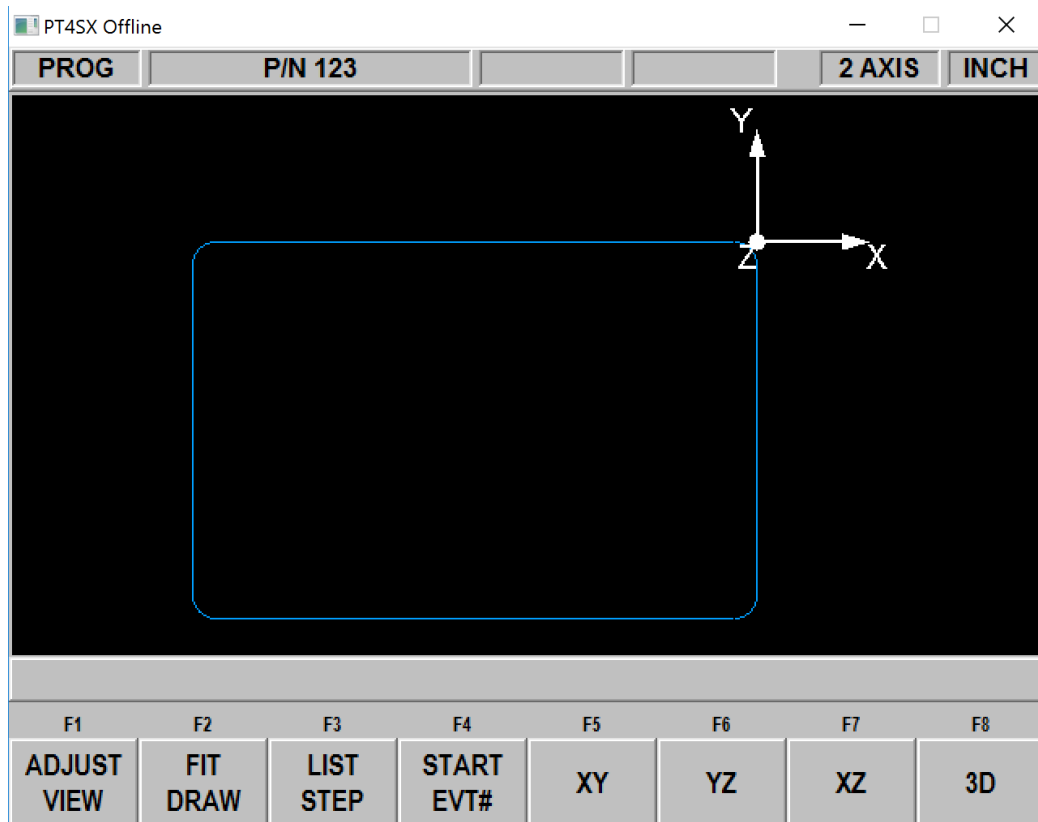 PT4SX Offline
PROG P/N 123 2 AXIS INCH
Y
Z X
F1 F2 F3 F4 F5 F6 F7 F8
ADJUST VIEW FIT DRAW LIST STEP START EVT# XY YZ XZ 3D